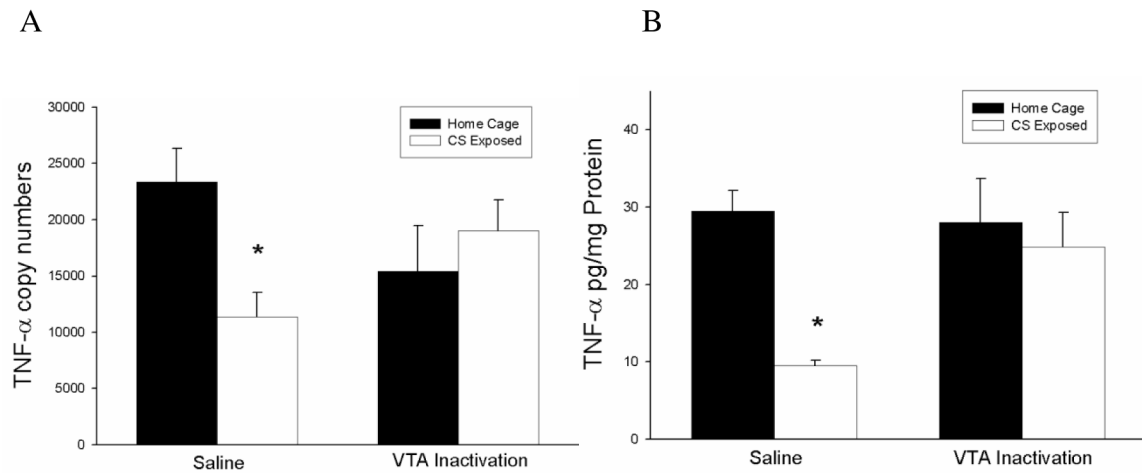 A
B
TNF-α copy numbers
30000
25000
20000
15000
10000
5000
0
Home Cage
CS Exposed
*
Saline
VTA Inactivation
TNF-α pg/mg Protein
40
30
20
10
0
Home Cage
CS Exposed
*
Saline
VTA Inactivation